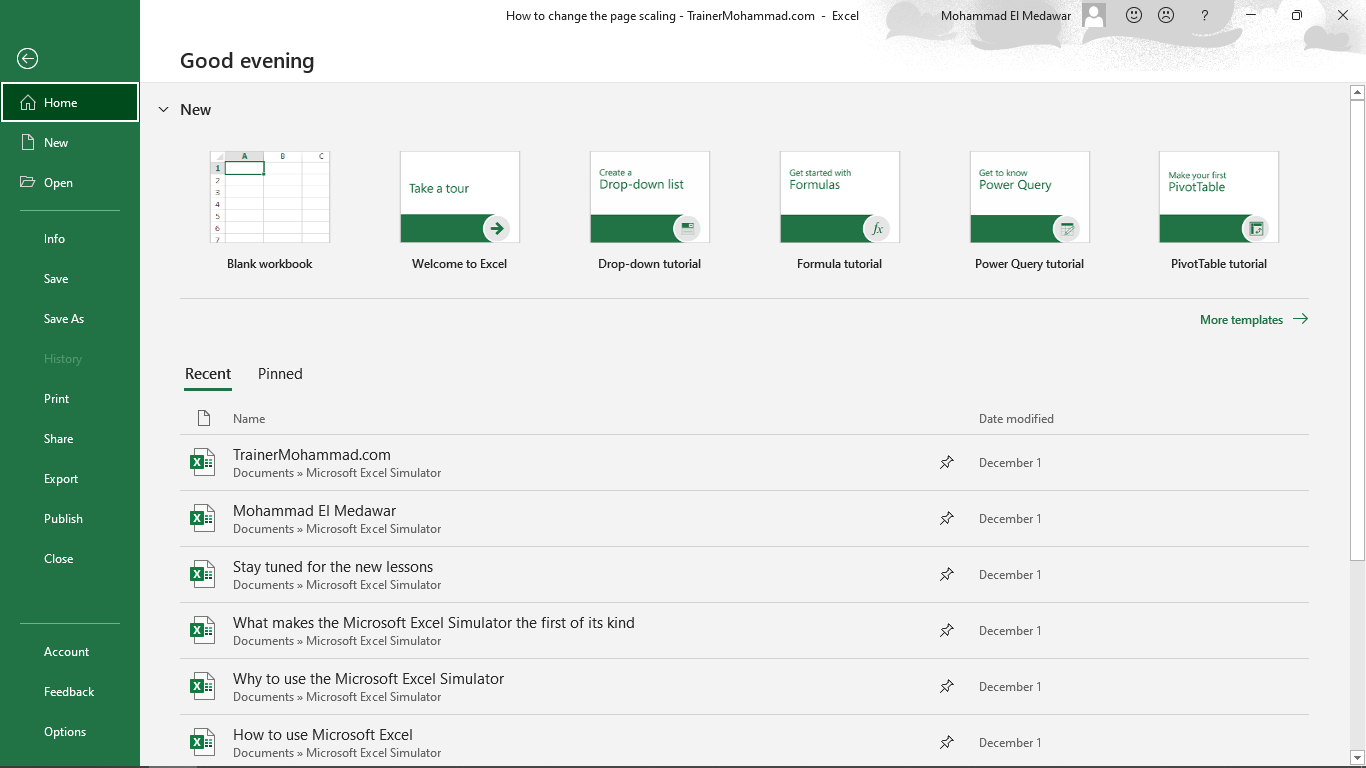 How to change the page scaling - TrainerMohammad.com - Excel
Mohammad El Medawar
?
Good evening
Home
New
Open
Info
Save
Save As
History
Print
Share
Export
Publish
Close
Account
Feedback
Options
New
A B C
1
2
3
4
5
6
7
Blank workbook
Take a tour
Welcome to Excel
Create a
Drop-down list
Drop-down tutorial
Get started with
Formulas
fx
Formula tutorial
Get to know
Power Query
Power Query tutorial
Make your first
PivotTable
PivotTable tutorial
More templates
Recent Pinned
Name Date modified
TrainerMohammad.com
Documents » Microsoft Excel Simulator
December 1
Mohammad El Medawar
Documents » Microsoft Excel Simulator
December 1
Stay tuned for the new lessons
Documents » Microsoft Excel Simulator
December 1
What makes the Microsoft Excel Simulator the first of its kind
Documents » Microsoft Excel Simulator
December 1
Why to use the Microsoft Excel Simulator
Documents » Microsoft Excel Simulator
December 1
How to use Microsoft Excel
Documents » Microsoft Excel Simulator
December 1